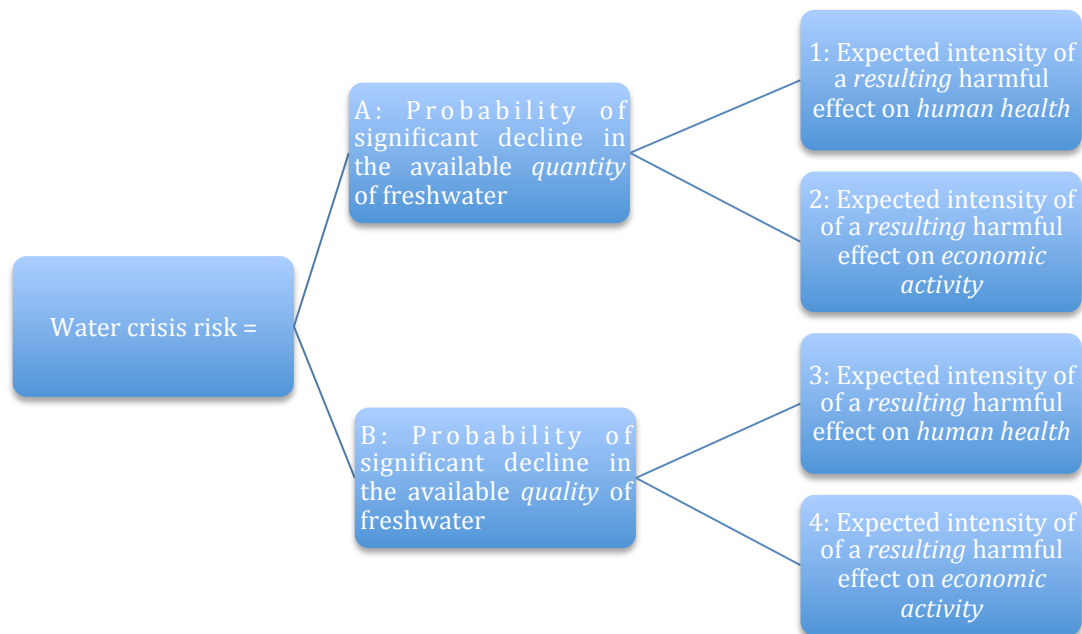 Water crisis risk =
A: Probability of
significant decline in
the available quantity
of freshwater
B: Probability of
significant decline in
the available quality of
freshwater
1: Expected intensity of
a resulting harmful
effect on human health
2: Expected intensity of
of a resulting harmful
effect on economic
activity
3: Expected intensity of
of a resulting harmful
effect on human health
4: Expected intensity of
of a resulting harmful
effect on economic
activity